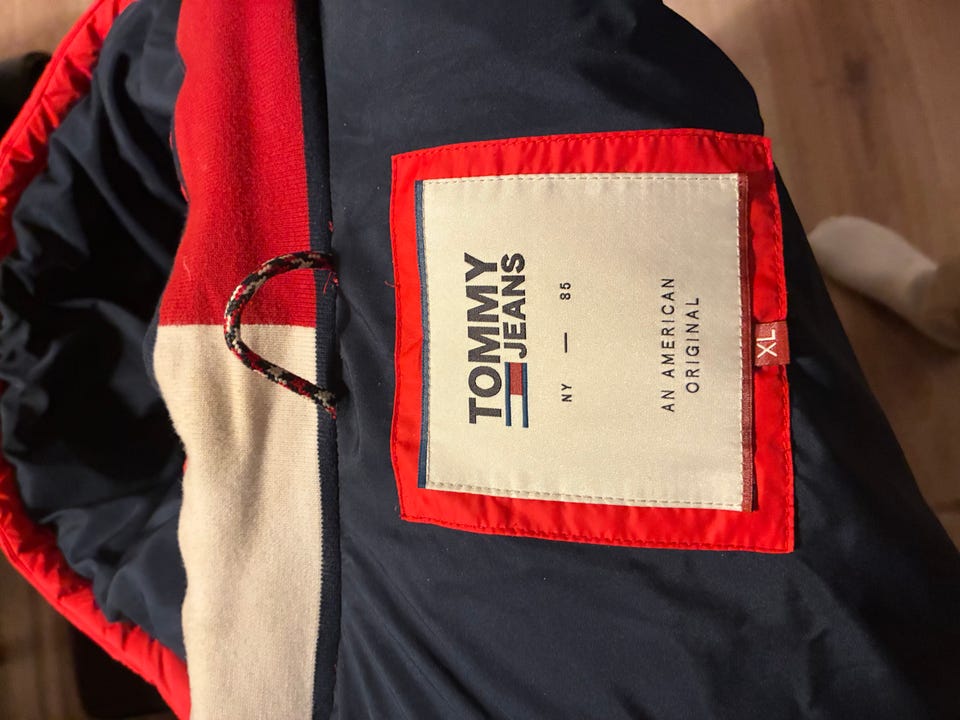 TOMMY
JEANS
NY — 85
AN AMERICAN
ORIGINAL
XL